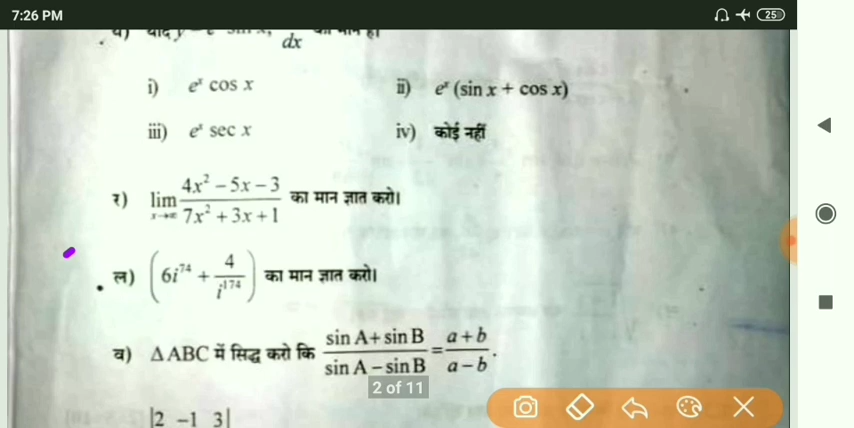 7:26 PM 25
dx
i) eˣ cos x ii) eˣ (sin x + cos x)
iii) eˣ sec x iv) कोई नहीं
र) lim x→∞ (4x² − 5x − 3)/(7x² + 3x + 1) का मान ज्ञात करो।
ल) (6i⁷⁴ + 4/i¹⁷⁴) का मान ज्ञात करो।
व) ΔABC में सिद्ध करो कि (sin A + sin B)/(sin A − sin B) = (a + b)/(a − b).
2 of 11
|2 −1 3|